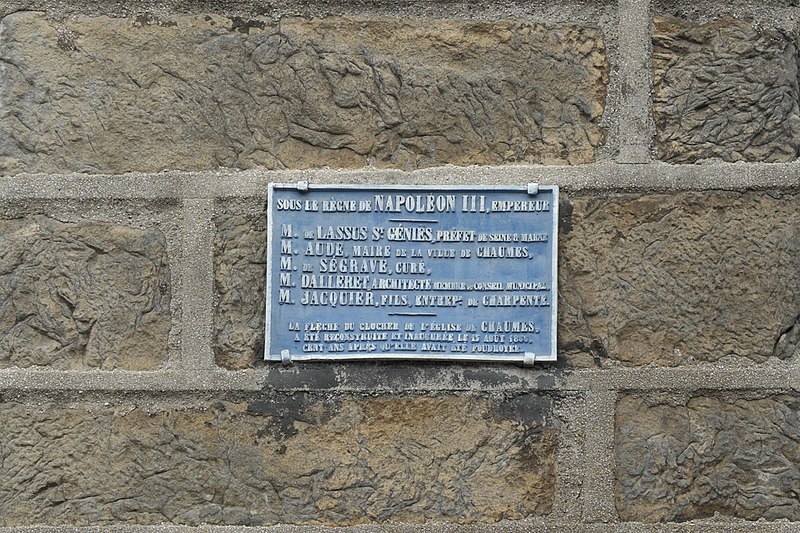 SOUS LE RÈGNE DE NAPOLÉON III, EMPEREUR
M. DE LASSUS ST GÉNIES, PRÉFET DE SEINE & MARNE
M. AUDE, MAIRE DE LA VILLE DE CHAUMES,
M. DE SÉGRAVE, CURÉ,
M. DALLERET, ARCHITECTE MEMBRE DU CONSEIL MUNICIPAL,
M. JACQUIER, FILS, ENTREPR DE CHARPENTE.
LA FLÈCHE DU CLOCHER DE L'ÉGLISE DE CHAUMES,
A ÉTÉ RECONSTRUITE ET INAUGURÉE LE 15 AOUT
CENT ANS APRÈS QU'ELLE AVAIT ÉTÉ FOUDROYÉE.